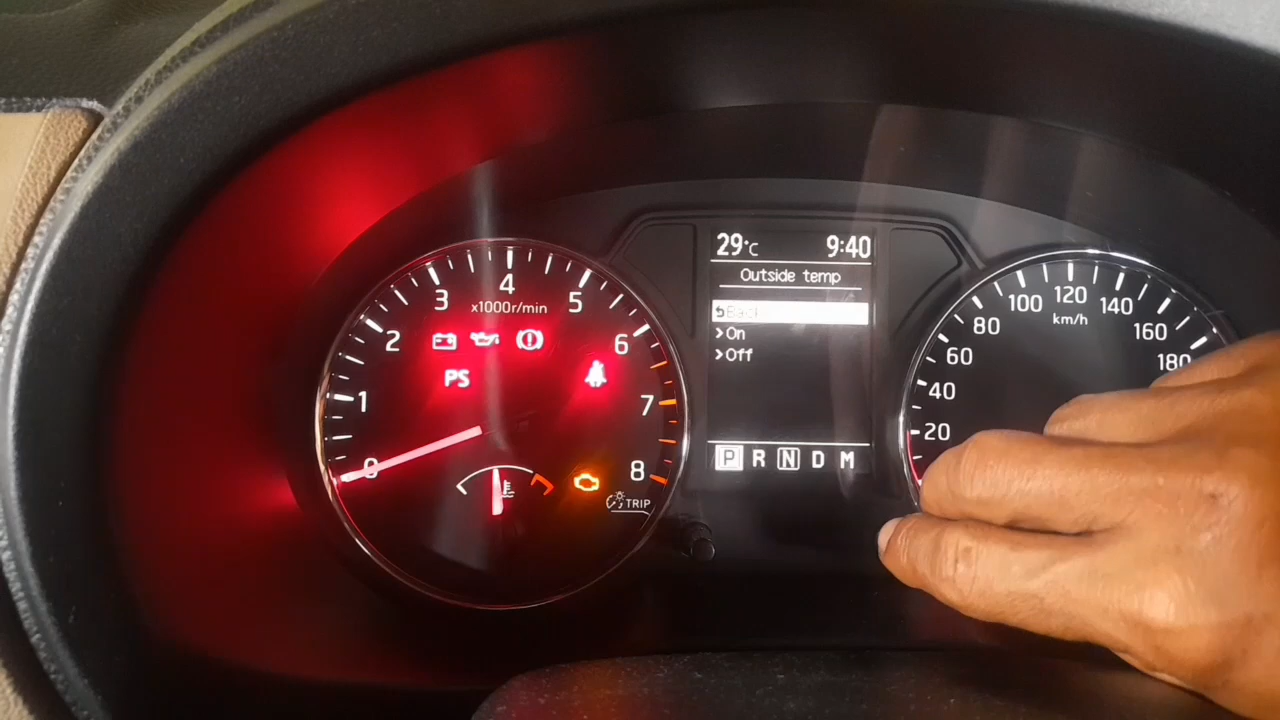 29°C 9:40
Outside temp
Back
On
Off
P R N D M
0 1 2 3 4 5 6 7 8
x1000r/min
PS
TRIP
20 40 60 80 100 120 140 160 180
km/h